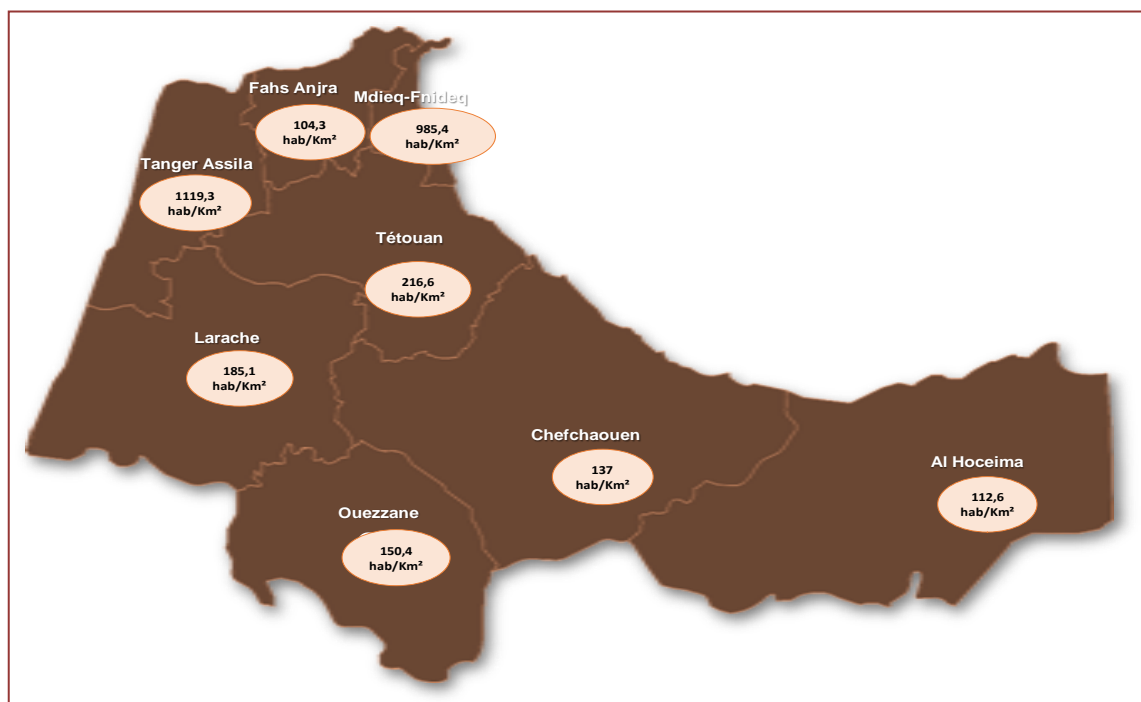 Fahs Anjra
104,3
hab/Km²
Mdieq-Fnideq
985,4
hab/Km²
Tanger Assila
1119,3
hab/Km²
Tétouan
216,6
hab/Km²
Larache
185,1
hab/Km²
Chefchaouen
137
hab/Km²
Al Hoceima
112,6
hab/Km²
Ouezzane
150,4
hab/Km²